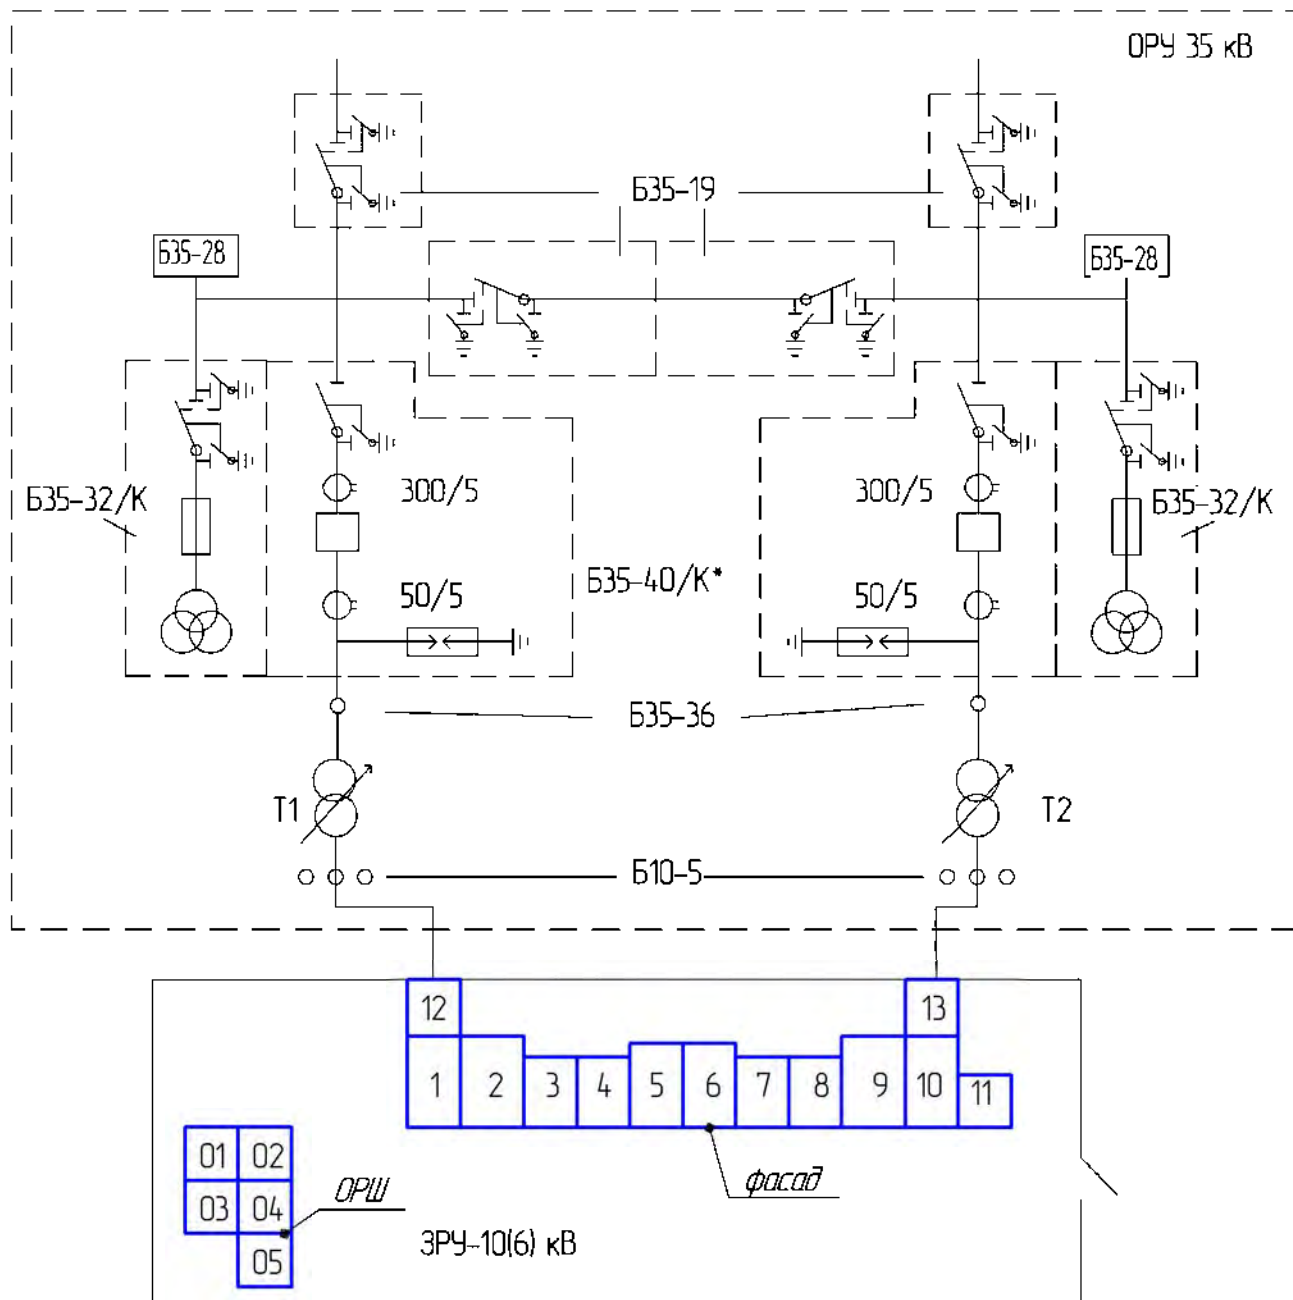 ОРУ 35 кВ
Б35-19
Б35-28
Б35-28
Б35-32/К
300/5
300/5
Б35-32/К
Б35-40/К*
50/5
50/5
Б35-36
Т1
Т2
Б10-5
12
13
1 2 3 4 5 6 7 8 9 10 11
01 02
03 04
05
ОРШ
фасад
ЗРУ-10(6) кВ